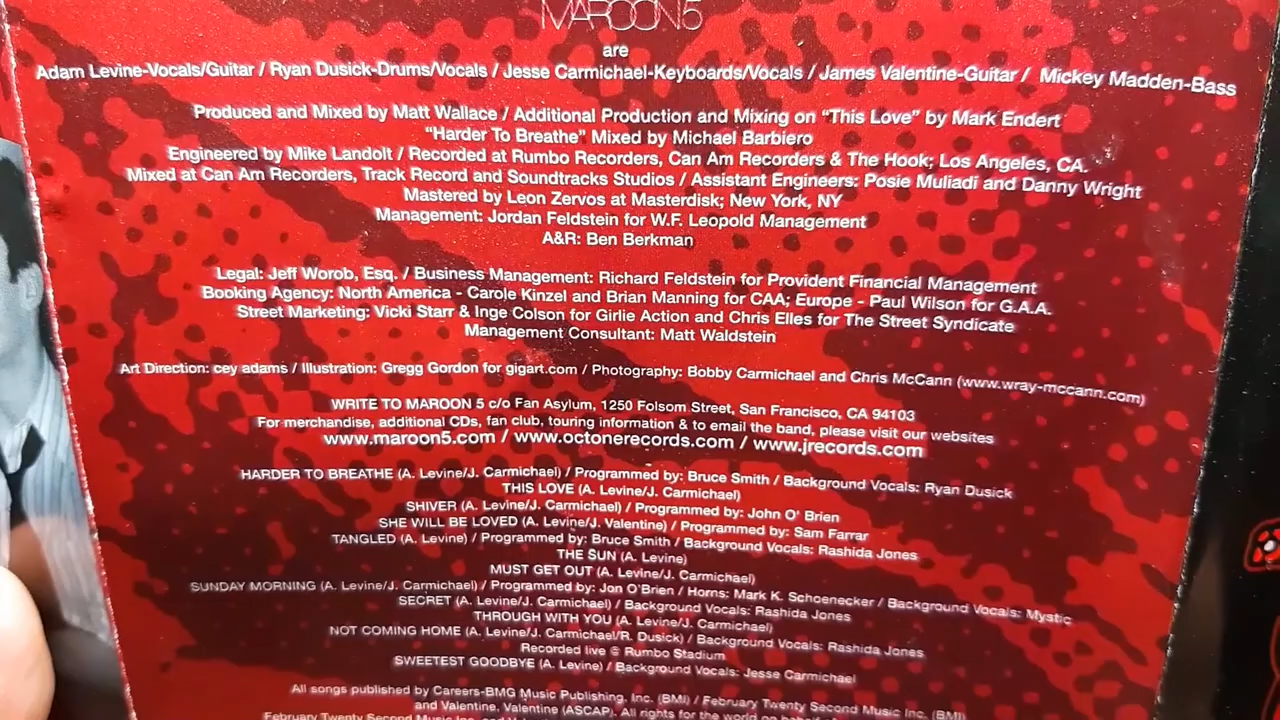 MAROON5
are
Adam Levine-Vocals/Guitar / Ryan Dusick-Drums/Vocals / Jesse Carmichael-Keyboards/Vocals / James Valentine-Guitar / Mickey Madden-Bass
Produced and Mixed by Matt Wallace / Additional Production and Mixing on “This Love” by Mark Endert
“Harder To Breathe” Mixed by Michael Barbiero
Engineered by Mike Landolt / Recorded at Rumbo Recorders, Can Am Recorders & The Hook; Los Angeles, CA.
Mixed at Can Am Recorders, Track Record and Soundtracks Studios / Assistant Engineers: Posie Muliadi and Danny Wright
Mastered by Leon Zervos at Masterdisk; New York, NY
Management: Jordan Feldstein for W.F. Leopold Management
A&R: Ben Berkman
Legal: Jeff Worob, Esq. / Business Management: Richard Feldstein for Provident Financial Management
Booking Agency: North America - Carole Kinzel and Brian Manning for CAA; Europe - Paul Wilson for G.A.A.
Street Marketing: Vicki Starr & Inge Colson for Girlie Action and Chris Elles for The Street Syndicate
Management Consultant: Matt Waldstein
Art Direction: cey adams / Illustration: Gregg Gordon for gigart.com / Photography: Bobby Carmichael and Chris McCann (www.wray-mccann.com)
WRITE TO MAROON 5 c/o Fan Asylum, 1250 Folsom Street, San Francisco, CA 94103
For merchandise, additional CDs, fan club, touring information & to email the band, please visit our websites
www.maroon5.com / www.octonerecords.com / www.jrecords.com
HARDER TO BREATHE (A. Levine/J. Carmichael) / Programmed by: Bruce Smith / Background Vocals: Ryan Dusick
THIS LOVE (A. Levine/J. Carmichael)
SHIVER (A. Levine/J. Carmichael) / Programmed by: John O' Brien
SHE WILL BE LOVED (A. Levine/J. Valentine) / Programmed by: Sam Farrar
TANGLED (A. Levine) / Programmed by: Bruce Smith / Background Vocals: Rashida Jones
THE SUN (A. Levine)
MUST GET OUT (A. Levine/J. Carmichael)
SUNDAY MORNING (A. Levine/J. Carmichael) / Programmed by: Jon O'Brien / Horns: Mark K. Schoenecker / Background Vocals: Mystic
SECRET (A. Levine/J. Carmichael) / Background Vocals: Rashida Jones
THROUGH WITH YOU (A. Levine/J. Carmichael)
NOT COMING HOME (A. Levine/J. Carmichael/R. Dusick) / Background Vocals: Rashida Jones
Recorded live @ Rumbo Stadium
SWEETEST GOODBYE (A. Levine) / Background Vocals: Jesse Carmichael
All songs published by Careers-BMG Music Publishing, Inc. (BMI) / February Twenty Second Music Inc. (BMI)
and Valentine, Valentine (ASCAP). All rights for the world on behalf of
February Twenty Second Music Inc. and